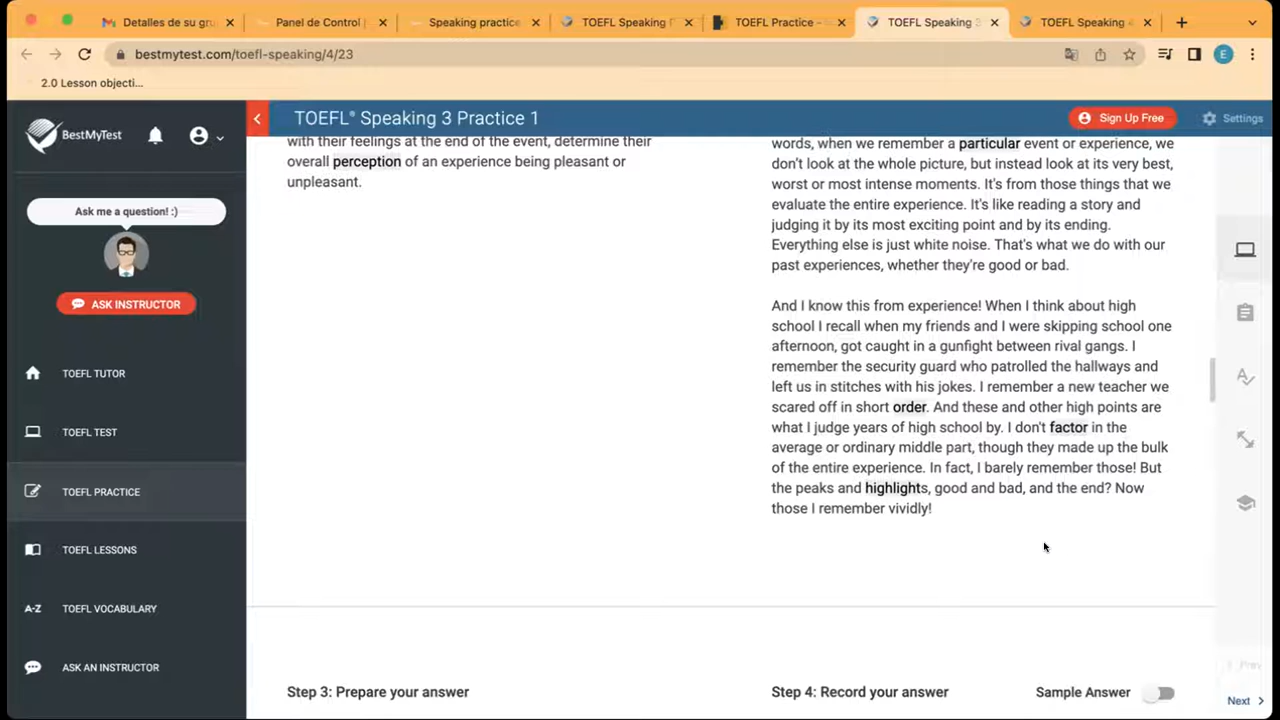 Detalles de su gru
Panel de Control
Speaking practice
TOEFL Speaking
TOEFL Practice -
TOEFL Speaking 3
TOEFL Speaking
bestmytest.com/toefl-speaking/4/23
E
2.0 Lesson objecti...
BestMyTest
TOEFL® Speaking 3 Practice 1
Sign Up Free
Settings
Ask me a question! :)
ASK INSTRUCTOR
TOEFL TUTOR
TOEFL TEST
TOEFL PRACTICE
TOEFL LESSONS
A-Z TOEFL VOCABULARY
ASK AN INSTRUCTOR
with their feelings at the end of the event, determine their
overall perception of an experience being pleasant or
unpleasant.
words, when we remember a particular event or experience, we
don't look at the whole picture, but instead look at its very best,
worst or most intense moments. It's from those things that we
evaluate the entire experience. It's like reading a story and
judging it by its most exciting point and by its ending.
Everything else is just white noise. That's what we do with our
past experiences, whether they're good or bad.
And I know this from experience! When I think about high
school I recall when my friends and I were skipping school one
afternoon, got caught in a gunfight between rival gangs. I
remember the security guard who patrolled the hallways and
left us in stitches with his jokes. I remember a new teacher we
scared off in short order. And these and other high points are
what I judge years of high school by. I don't factor in the
average or ordinary middle part, though they made up the bulk
of the entire experience. In fact, I barely remember those! But
the peaks and highlights, good and bad, and the end? Now
those I remember vividly!
Step 3: Prepare your answer
Step 4: Record your answer
Sample Answer
Prev
Next